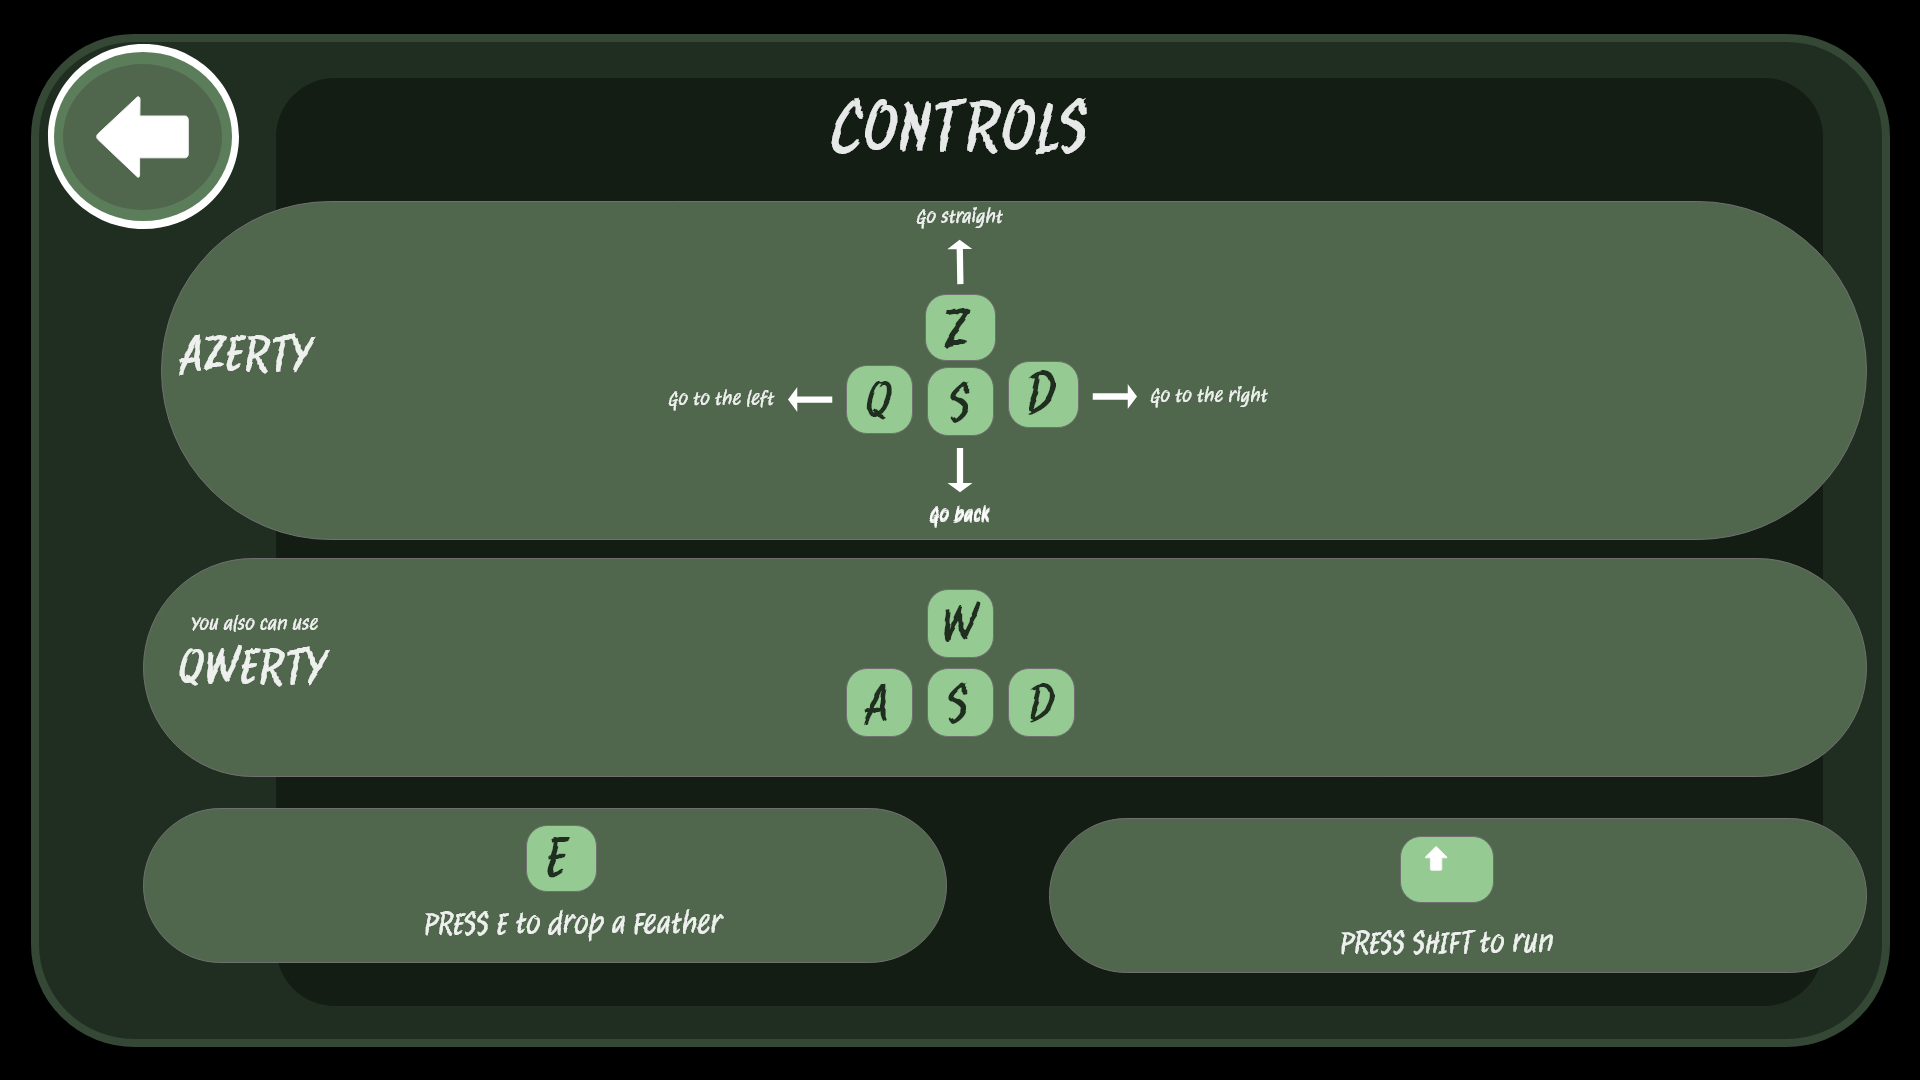 CONTROLS
Go straight
Z
AZERTY
Go to the left
Q
S
D
Go to the right
Go back
You also can use
QWERTY
W
A
S
D
E
PRESS E to drop a Feather
PRESS SHIFT to run